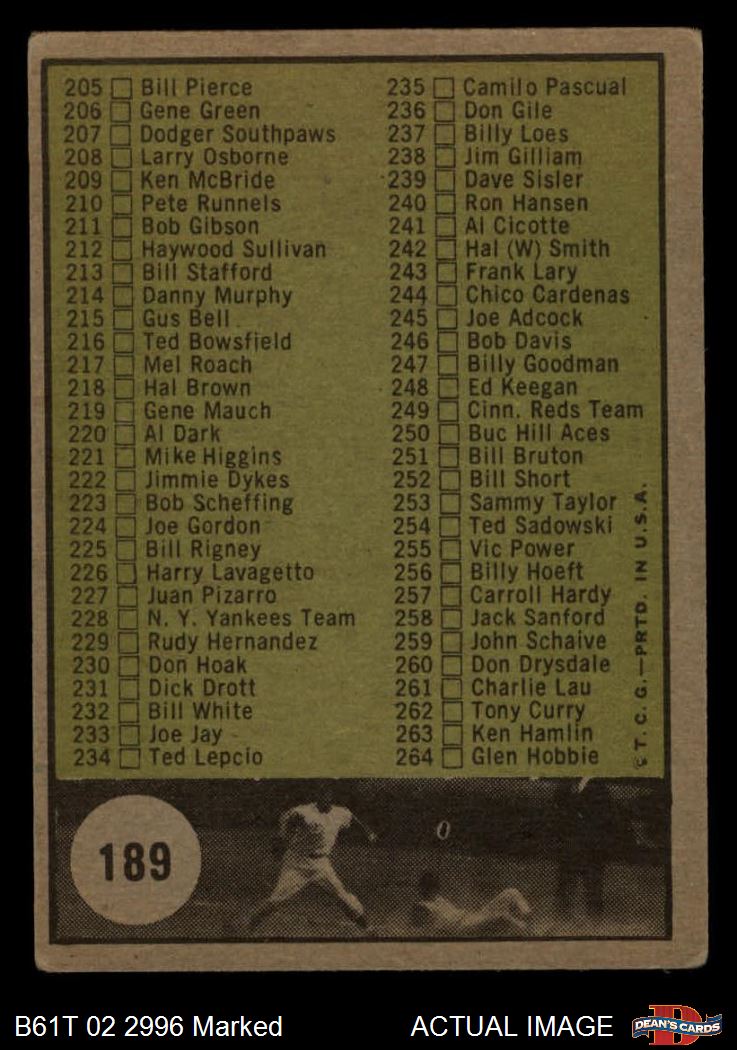 205 Bill Pierce
206 Gene Green
207 Dodger Southpaws
208 Larry Osborne
209 Ken McBride
210 Pete Runnels
211 Bob Gibson
212 Haywood Sullivan
213 Bill Stafford
214 Danny Murphy
215 Gus Bell
216 Ted Bowsfield
217 Mel Roach
218 Hal Brown
219 Gene Mauch
220 Al Dark
221 Mike Higgins
222 Jimmie Dykes
223 Bob Scheffing
224 Joe Gordon
225 Bill Rigney
226 Harry Lavagetto
227 Juan Pizarro
228 N. Y. Yankees Team
229 Rudy Hernandez
230 Don Hoak
231 Dick Drott
232 Bill White
233 Joe Jay
234 Ted Lepcio
235 Camilo Pascual
236 Don Gile
237 Billy Loes
238 Jim Gilliam
239 Dave Sisler
240 Ron Hansen
241 Al Cicotte
242 Hal (W) Smith
243 Frank Lary
244 Chico Cardenas
245 Joe Adcock
246 Bob Davis
247 Billy Goodman
248 Ed Keegan
249 Cinn. Reds Team
250 Buc Hill Aces
251 Bill Bruton
252 Bill Short
253 Sammy Taylor
254 Ted Sadowski
255 Vic Power
256 Billy Hoeft
257 Carroll Hardy
258 Jack Sanford
259 John Schaive
260 Don Drysdale
261 Charlie Lau
262 Tony Curry
263 Ken Hamlin
264 Glen Hobbie
© T. C. G.—PRTD. IN U.S.A.
189
B61T 02 2996 Marked
ACTUAL IMAGE
DEAN'S CARDS